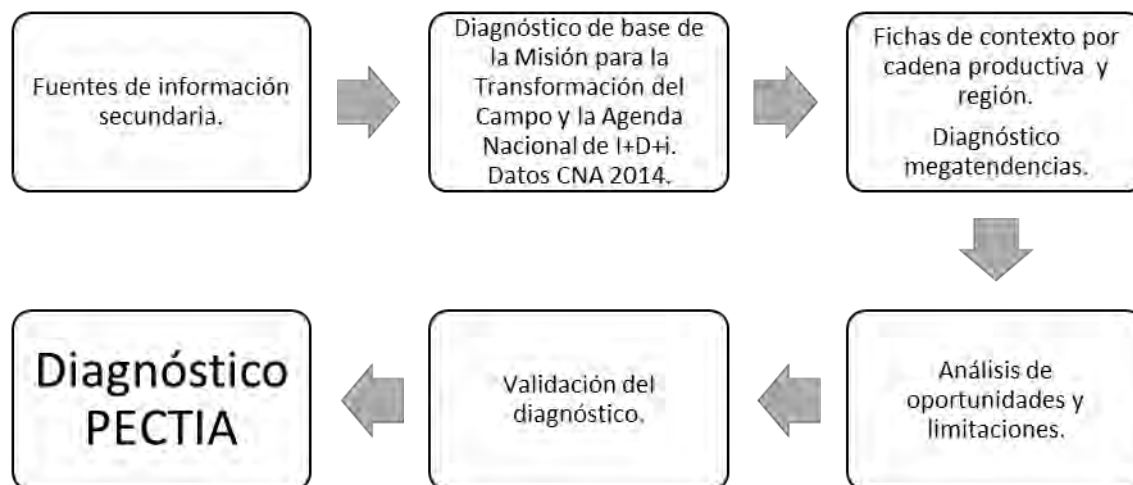 Fuentes de información
secundaria.
Diagnóstico de base de
la Misión para la
Transformación del
Campo y la Agenda
Nacional de I+D+i.
Datos CNA 2014.
Fichas de contexto por
cadena productiva y
región.
Diagnóstico
megatendencias.
Análisis de
oportunidades y
limitaciones.
Validación del
diagnóstico.
Diagnóstico
PECTIA